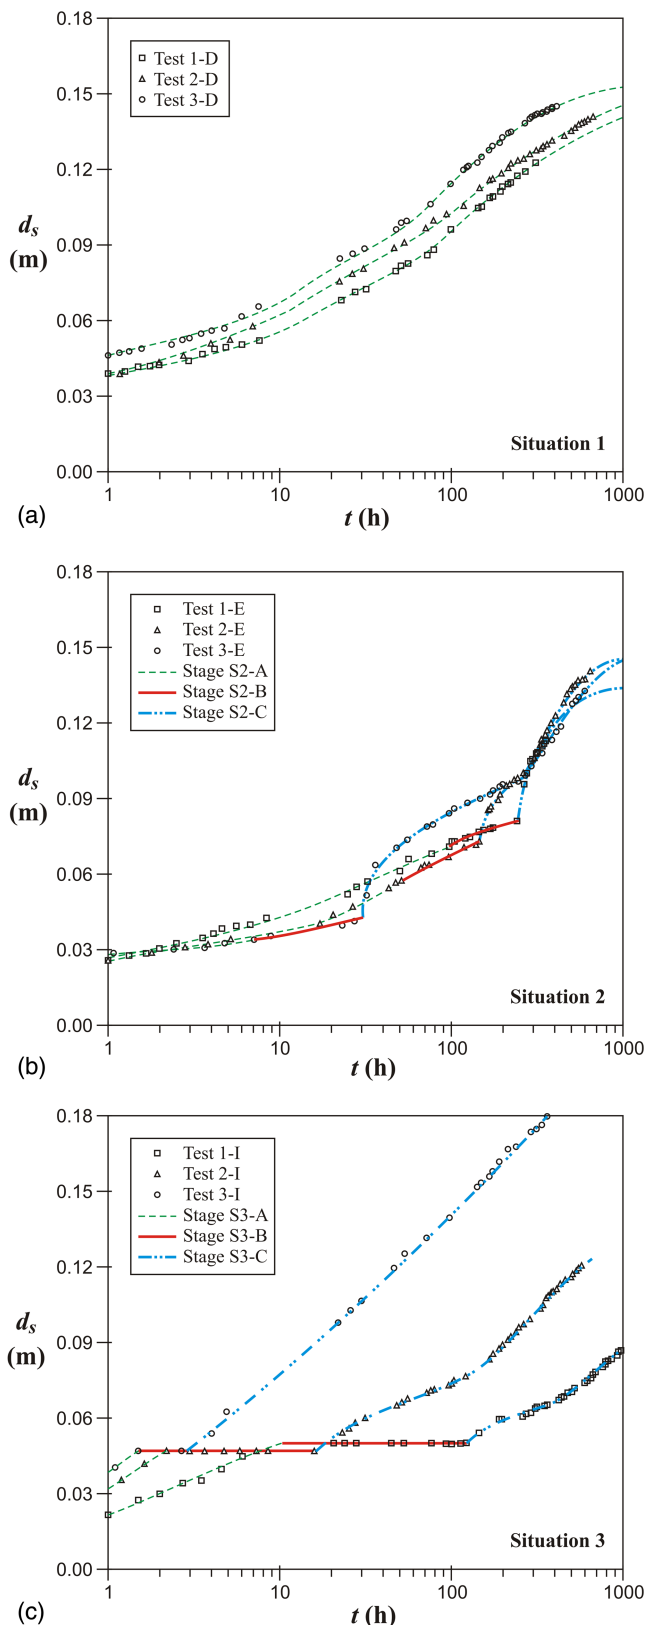 0.18
Test 1-D
Test 2-D
Test 3-D
0.15
0.12
ds
(m)
0.09
0.06
0.03
Situation 1
0.00
1 10 100 1000
(a)
t (h)
0.18
Test 1-E
Test 2-E
Test 3-E
Stage S2-A
Stage S2-B
Stage S2-C
0.15
0.12
ds
(m)
0.09
0.06
0.03
Situation 2
0.00
1 10 100 1000
(b)
t (h)
0.18
Test 1-I
Test 2-I
Test 3-I
Stage S3-A
Stage S3-B
Stage S3-C
0.15
0.12
ds
(m)
0.09
0.06
0.03
Situation 3
0.00
1 10 100 1000
(c)
t (h)